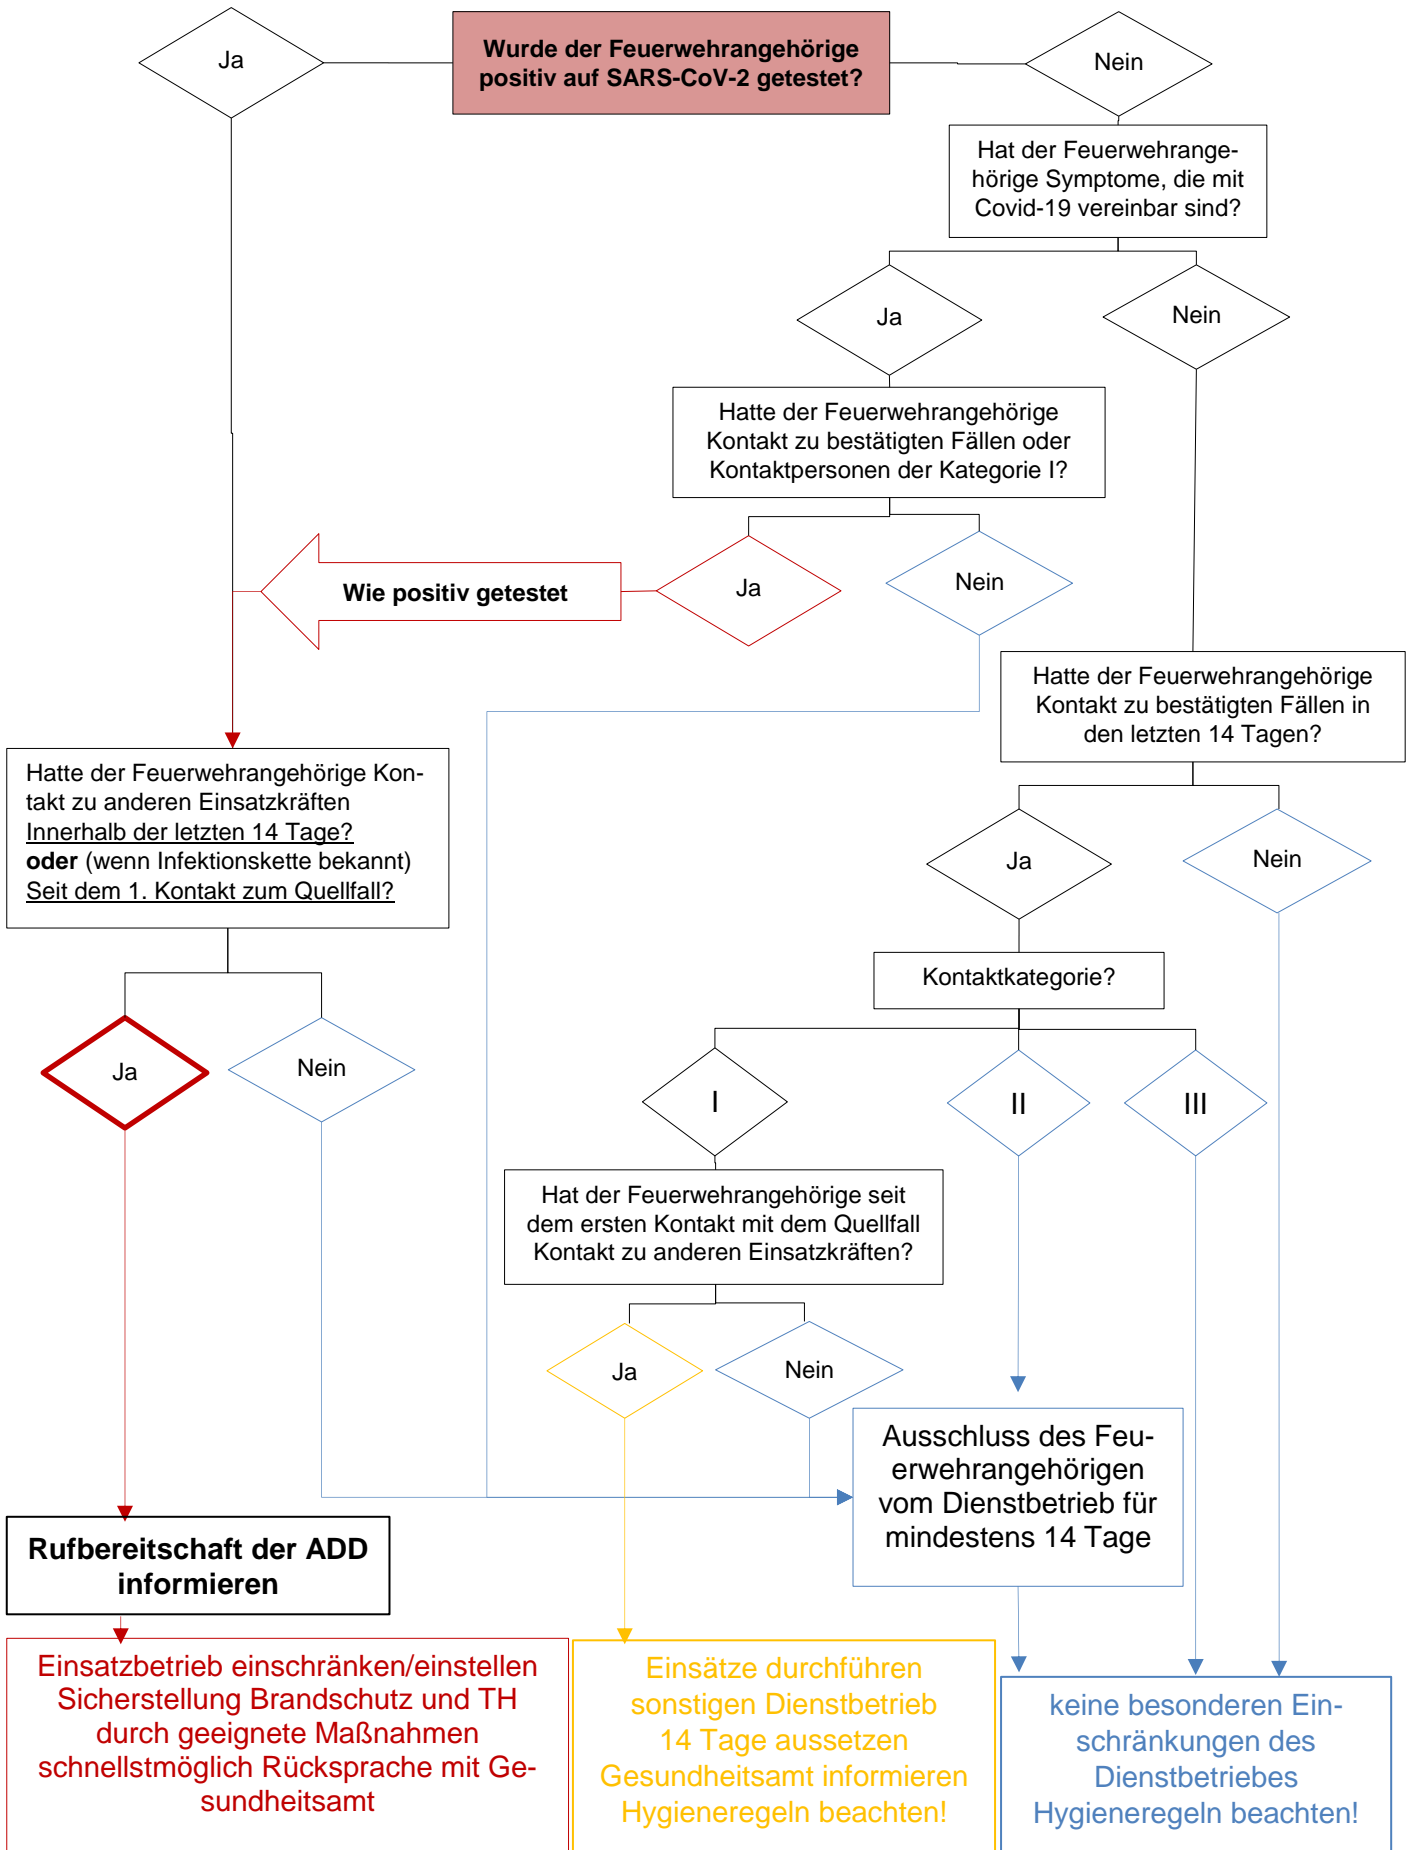 Ja
Wurde der Feuerwehrangehörige
positiv auf SARS-CoV-2 getestet?
Nein
Hat der Feuerwehrange-
hörige Symptome, die mit
Covid-19 vereinbar sind?
Ja
Nein
Hatte der Feuerwehrangehörige
Kontakt zu bestätigten Fällen oder
Kontaktpersonen der Kategorie I?
Wie positiv getestet
Ja
Nein
Hatte der Feuerwehrangehörige
Kontakt zu bestätigten Fällen in
den letzten 14 Tagen?
Hatte der Feuerwehrangehörige Kon-
takt zu anderen Einsatzkräften
Innerhalb der letzten 14 Tage?
oder (wenn Infektionskette bekannt)
Seit dem 1. Kontakt zum Quellfall?
Ja
Nein
Kontaktkategorie?
Ja
Nein
I
II
III
Hat der Feuerwehrangehörige seit
dem ersten Kontakt mit dem Quellfall
Kontakt zu anderen Einsatzkräften?
Ja
Nein
Ausschluss des Feu-
erwehrangehörigen
vom Dienstbetrieb für
mindestens 14 Tage
Rufbereitschaft der ADD
informieren
Einsatzbetrieb einschränken/einstellen
Sicherstellung Brandschutz und TH
durch geeignete Maßnahmen
schnellstmöglich Rücksprache mit Ge-
sundheitsamt
Einsätze durchführen
sonstigen Dienstbetrieb
14 Tage aussetzen
Gesundheitsamt informieren
Hygieneregeln beachten!
keine besonderen Ein-
schränkungen des
Dienstbetriebes
Hygieneregeln beachten!